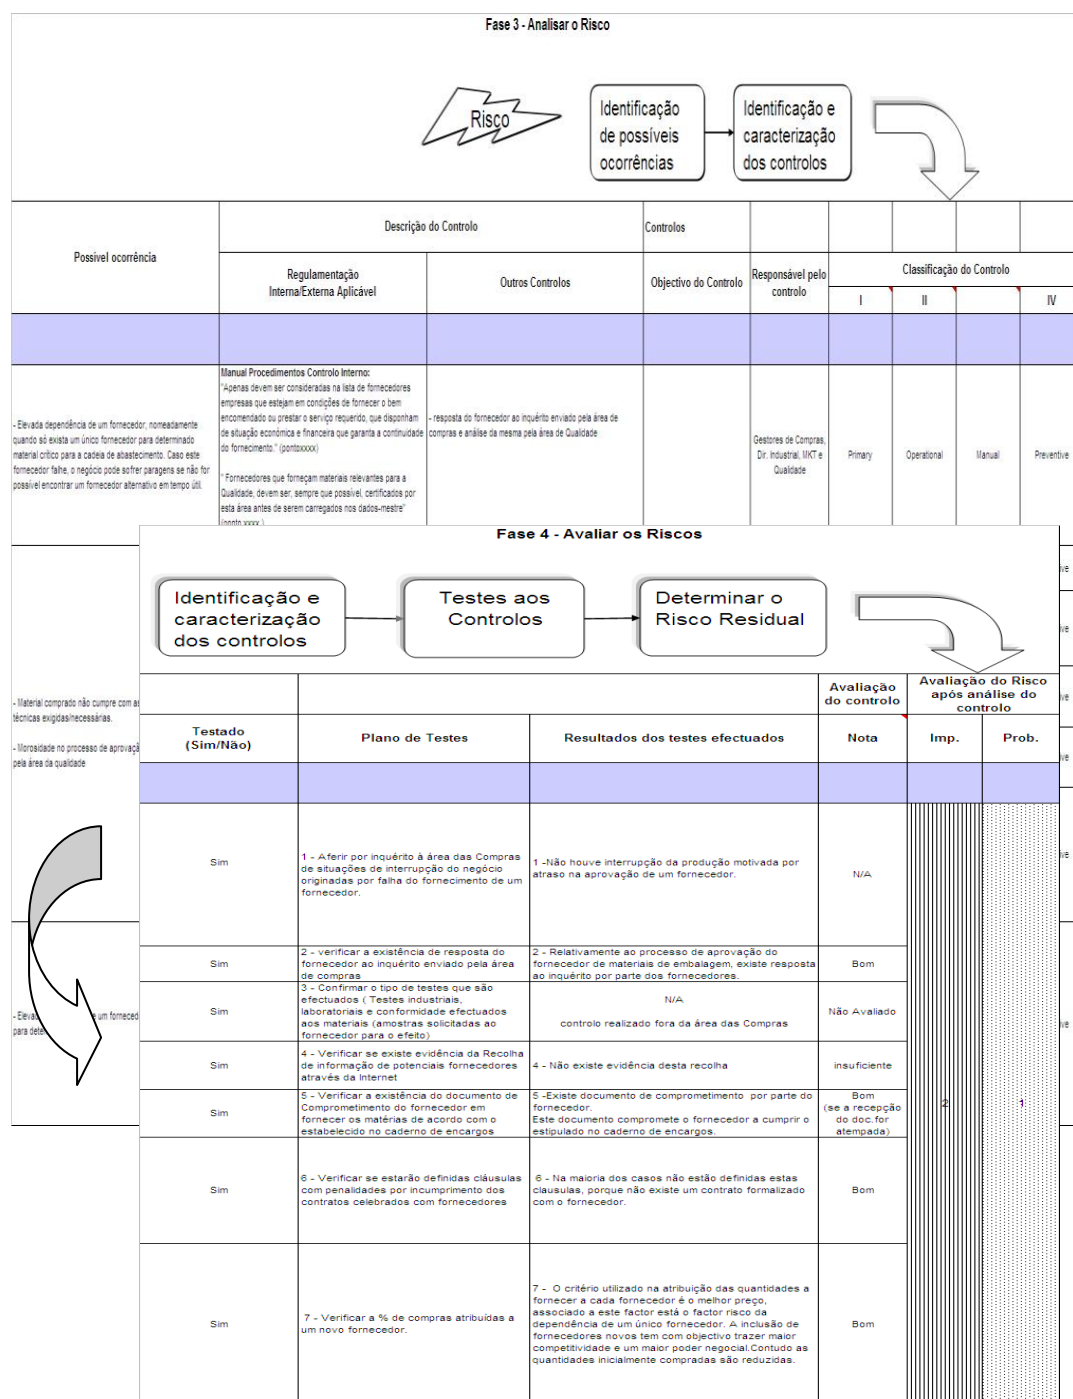 Fase 3 - Analisar o Risco
Risco
Identificação
de possíveis
ocorrências
Identificação e
caracterização
dos controlos
Possivel ocorrência
Descrição do Controlo
Controlos
Regulamentação
Interna/Externa Aplicável
Outros Controlos
Objectivo do Controlo
Responsável pelo
controlo
Classificação do Controlo
I
II
IV
- Elevada dependência de um fornecedor, nomeadamente
quando só exista um único fornecedor para determinado
material crítico para a cadeia de abastecimento. Caso este
fornecedor falhe, o negócio pode sofrer paragens se não for
possível encontrar um fornecedor alternativo em tempo útil.
Manual Procedimentos Controlo Interno:
"Apenas devem ser consideradas na lista de fornecedores
empresas que estejam em condições de fornecer o bem
encomendado ou prestar o serviço requerido, que disponham
de situação económica e financeira que garanta a continuidade
do fornecimento." (pontoxxxx)
" Fornecedores que forneçam materiais relevantes para a
Qualidade, devem ser, sempre que possível, certificados por
esta área antes de serem carregados nos dados-mestre"
(ponto xxxx )
- resposta do fornecedor ao inquérito enviado pela área de
compras e análise da mesma pela área de Qualidade
Gestores de Compras,
Dir. Industrial, MKT e
Qualidade
Primary
Operational
Manual
Preventive
- Material comprado não cumpre com as
técnicas exigidas/necessárias.
- Morosidade no processo de aprovaçã
pela área da qualidade
- Eleva
um forneced
para dete
Fase 4 - Avaliar os Riscos
Identificação e
caracterização
dos controlos
Testes aos
Controlos
Determinar o
Risco Residual
Avaliação
do controlo
Avaliação do Risco
após análise do
controlo
Testado
(Sim/Não)
Plano de Testes
Resultados dos testes efectuados
Nota
Imp.
Prob.
Sim
1 - Aferir por inquérito à área das Compras
de situações de interrupção do negócio
originadas por falha do fornecimento de um
fornecedor.
1 -Não houve interrupção da produção motivada por
atraso na aprovação de um fornecedor.
N/A
Sim
2 - verificar a existência de resposta do
fornecedor ao inquérito enviado pela área
de compras
2 - Relativamente ao processo de aprovação do
fornecedor de materiais de embalagem, existe resposta
ao inquérito por parte dos fornecedores.
Bom
Sim
3 - Confirmar o tipo de testes que são
efectuados ( Testes industriais,
laboratoriais e conformidade efectuados
aos materiais (amostras solicitadas ao
fornecedor para o efeito)
N/A
controlo realizado fora da área das Compras
Não Avaliado
Sim
4 - Verificar se existe evidência da Recolha
de informação de potenciais fornecedores
através da Internet
4 - Não existe evidência desta recolha
insuficiente
Sim
5 - Verificar a existência do documento de
Comprometimento do fornecedor em
fornecer os matérias de acordo com o
estabelecido no caderno de encargos
5 -Existe documento de comprometimento por parte do
fornecedor.
Este documento compromete o fornecedor a cumprir o
estipulado no caderno de encargos.
Bom
(se a recepção
do doc.for
atempada)
2
1
Sim
6 - Verificar se estarão definidas cláusulas
com penalidades por incumprimento dos
contratos celebrados com fornecedores
6 - Na maioria dos casos não estão definidas estas
clausulas, porque não existe um contrato formalizado
com o fornecedor.
Bom
Sim
7 - Verificar a % de compras atribuídas a
um novo fornecedor.
7 - O critério utilizado na atribuição das quantidades a
fornecer a cada fornecedor é o melhor preço,
associado a este factor está o factor risco da
dependência de um único fornecedor. A inclusão de
fornecedores novos tem com objectivo trazer maior
competitividade e um maior poder negocial.Contudo as
quantidades inicialmente compradas são reduzidas.
Bom